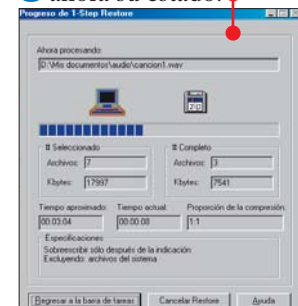 ahora su estado.
Progreso de 1-Step Restore
Ahora procesando:
D:\Mis documentos\audio\cancion1.wav
# Seleccionado
# Completo
Archivos: 7
Archivos: 3
Kbytes: 17997
Kbytes: 7541
Tiempo aproximado: Tiempo actual: Proporción de la compresión:
00:03:04 00:00:08 1:1
Especificaciones
Sobreescribir sólo después de la indicación
Excluyendo: archivos del sistema
Regresar a la barra de tareas Cancelar Restore Ayuda